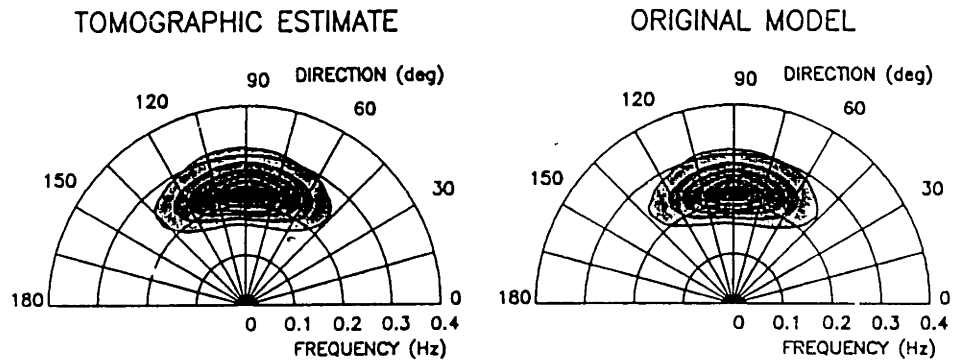 TOMOGRAPHIC ESTIMATE
90 DIRECTION (deg)
120
60
150
30
180
0
0 0.1 0.2 0.3 0.4
FREQUENCY (Hz)
ORIGINAL MODEL
90 DIRECTION (deg)
120
60
150
30
180
0
0 0.1 0.2 0.3 0.4
FREQUENCY (Hz)